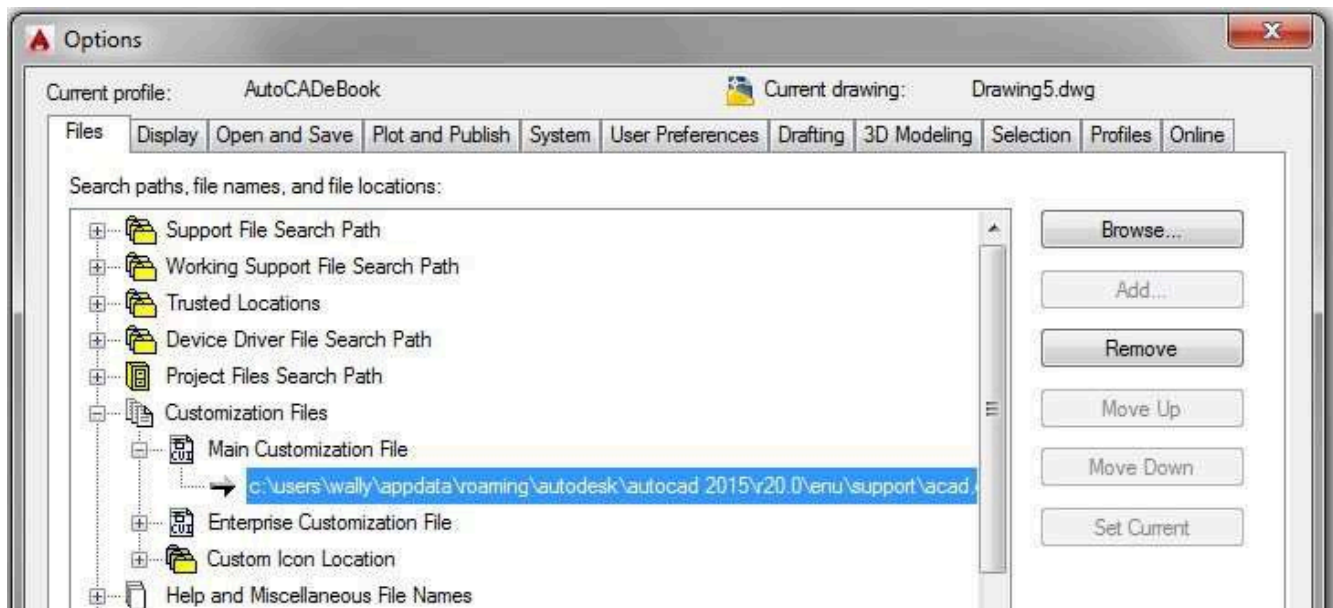 Options
Current profile: AutoCADeBook Current drawing: Drawing5.dwg
Files Display Open and Save Plot and Publish System User Preferences Drafting 3D Modeling Selection Profiles Online
Search paths, file names, and file locations:
Support File Search Path
Browse...
Working Support File Search Path
Trusted Locations
Add...
Device Driver File Search Path
Remove
Project Files Search Path
Customization Files
Move Up
Main Customization File
Move Down
c:\users\wally\appdata\roaming\autodesk\autocad 2015\r20.0\enu\support\acad.
Enterprise Customization File
Set Current
Custom Icon Location
Help and Miscellaneous File Names